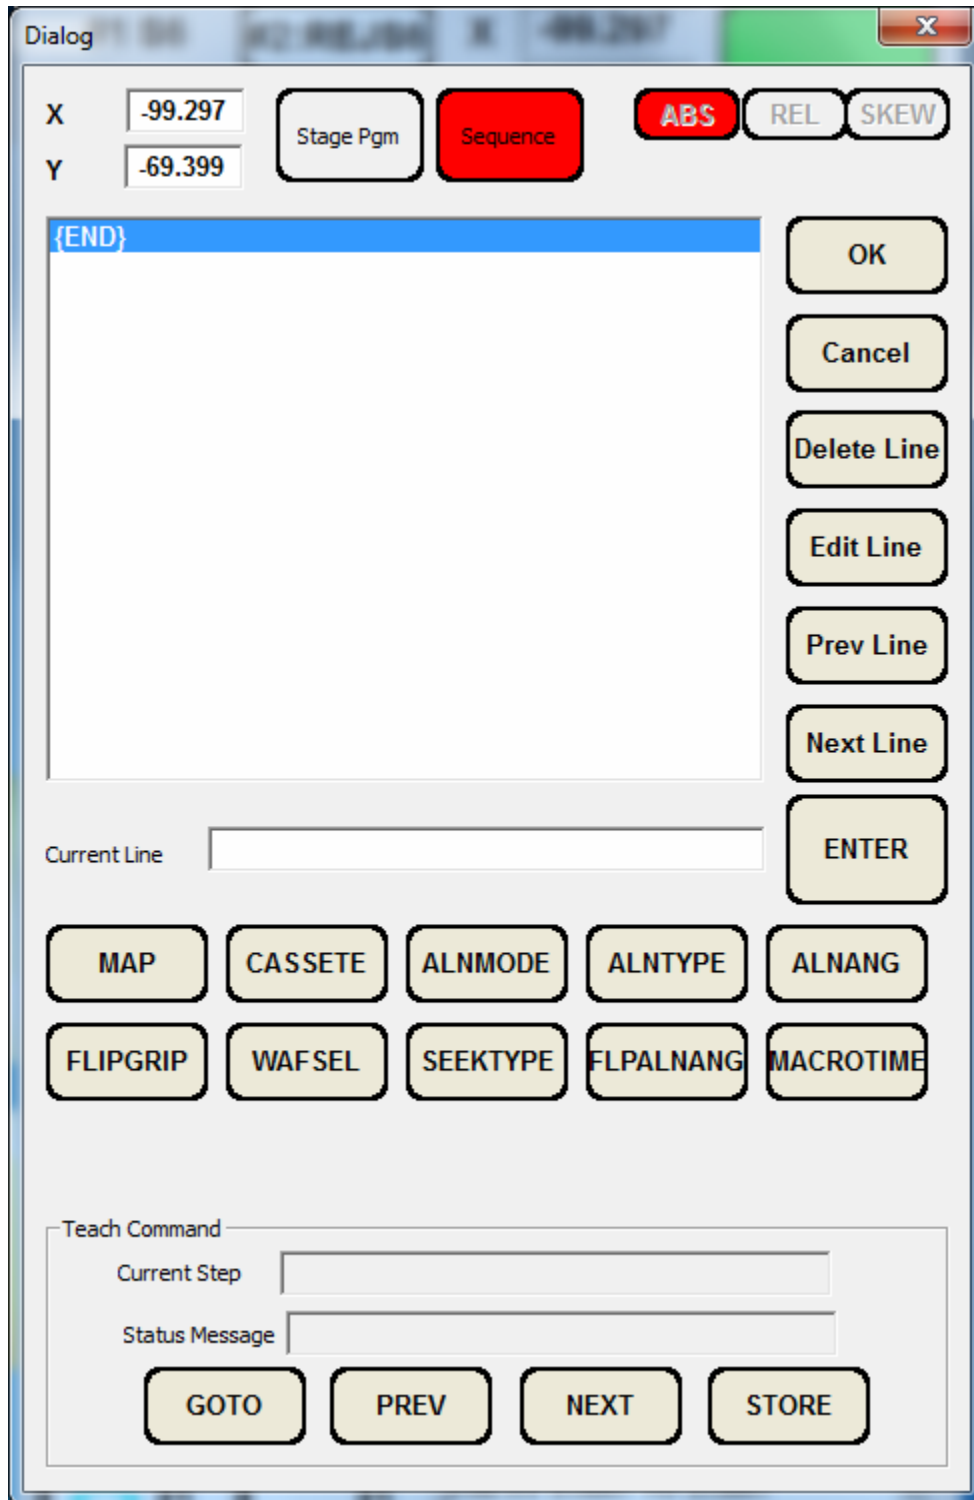 Dialog
X -99.297
X -99.297 Stage Pgm Sequence ABS REL SKEW
Y -69.399
{END}
OK
Cancel
Delete Line
Edit Line
Prev Line
Next Line
Current Line ENTER
MAP CASSETE ALNMODE ALNTYPE ALNANG
FLIPGRIP WAFSEL SEEKTYPE FLPALNANG MACROTIME
Teach Command
Current Step
Status Message
GOTO PREV NEXT STORE